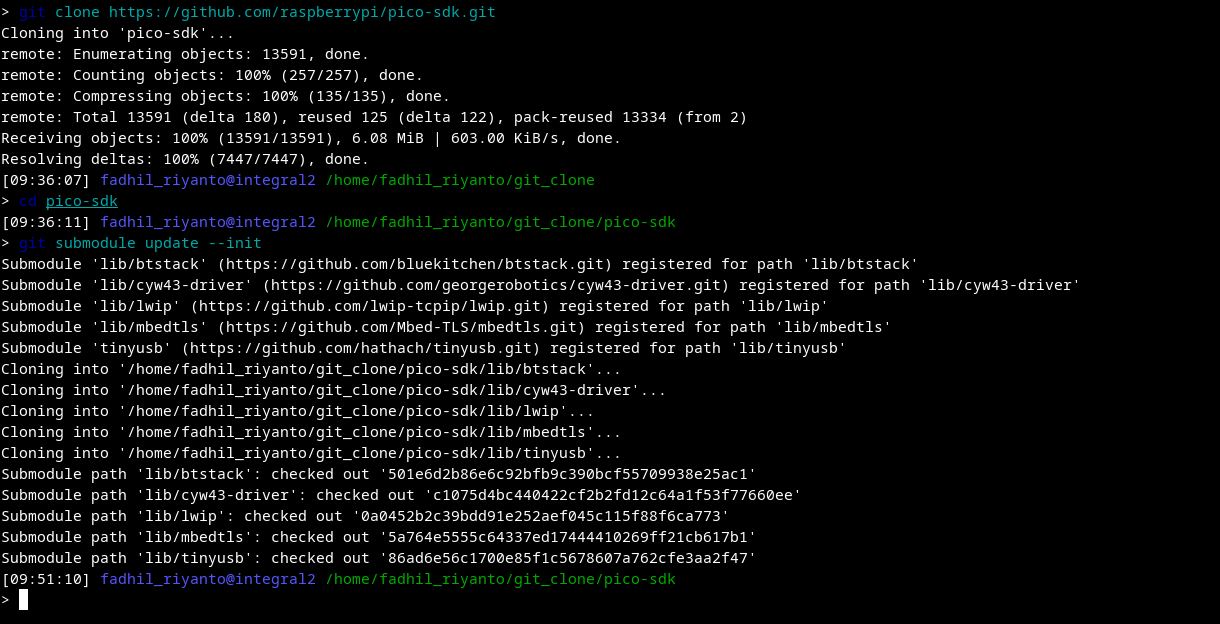 > git clone https://github.com/raspberrypi/pico-sdk.git
Cloning into 'pico-sdk'...
remote: Enumerating objects: 13591, done.
remote: Counting objects: 100% (257/257), done.
remote: Compressing objects: 100% (135/135), done.
remote: Total 13591 (delta 180), reused 125 (delta 122), pack-reused 13334 (from 2)
Receiving objects: 100% (13591/13591), 6.08 MiB | 603.00 KiB/s, done.
Resolving deltas: 100% (7447/7447), done.
[09:36:07] fadhil_riyanto@integral2 /home/fadhil_riyanto/git_clone
> cd pico-sdk
[09:36:11] fadhil_riyanto@integral2 /home/fadhil_riyanto/git_clone/pico-sdk
> git submodule update --init
Submodule 'lib/btstack' (https://github.com/bluekitchen/btstack.git) registered for path 'lib/btstack'
Submodule 'lib/cyw43-driver' (https://github.com/georgerobotics/cyw43-driver.git) registered for path 'lib/cyw43-driver'
Submodule 'lib/lwip' (https://github.com/lwip-tcpip/lwip.git) registered for path 'lib/lwip'
Submodule 'lib/mbedtls' (https://github.com/Mbed-TLS/mbedtls.git) registered for path 'lib/mbedtls'
Submodule 'tinyusb' (https://github.com/hathach/tinyusb.git) registered for path 'lib/tinyusb'
Cloning into '/home/fadhil_riyanto/git_clone/pico-sdk/lib/btstack'...
Cloning into '/home/fadhil_riyanto/git_clone/pico-sdk/lib/cyw43-driver'...
Cloning into '/home/fadhil_riyanto/git_clone/pico-sdk/lib/lwip'...
Cloning into '/home/fadhil_riyanto/git_clone/pico-sdk/lib/mbedtls'...
Cloning into '/home/fadhil_riyanto/git_clone/pico-sdk/lib/tinyusb'...
Submodule path 'lib/btstack': checked out '501e6d2b86e6c92bfb9c390bcf55709938e25ac1'
Submodule path 'lib/cyw43-driver': checked out 'c1075d4bc440422cf2b2fd12c64a1f53f77660ee'
Submodule path 'lib/lwip': checked out '0a0452b2c39bdd91e252aef045c115f88f6ca773'
Submodule path 'lib/mbedtls': checked out '5a764e5555c64337ed17444410269ff21cb617b1'
Submodule path 'lib/tinyusb': checked out '86ad6e56c1700e85f1c5678607a762cfe3aa2f47'
[09:51:10] fadhil_riyanto@integral2 /home/fadhil_riyanto/git_clone/pico-sdk
>